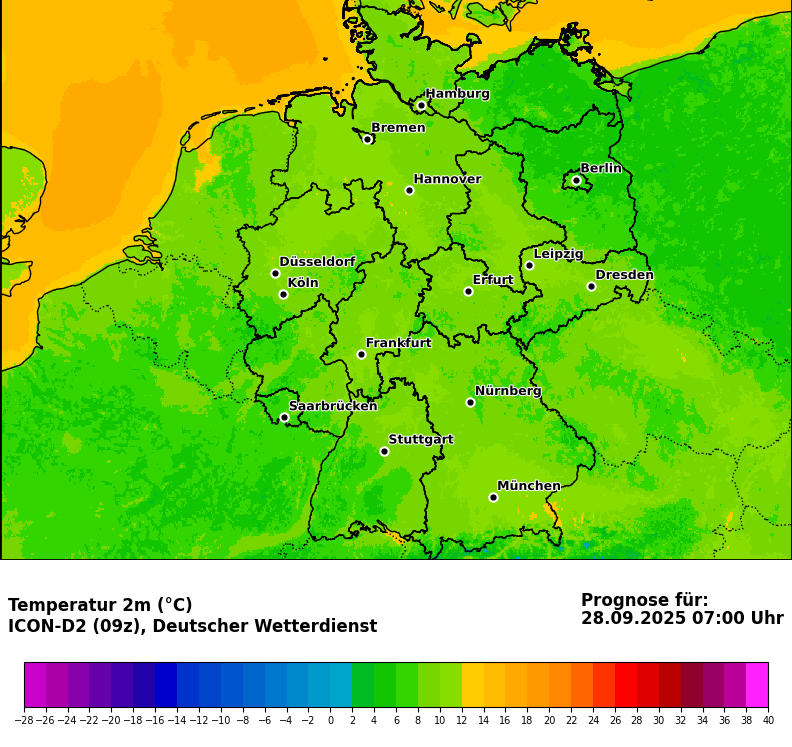 Hamburg
Bremen
Berlin
Hannover
Leipzig
Düsseldorf
Dresden
Erfurt
Köln
Frankfurt
Nürnberg
Saarbrücken
Stuttgart
München
Temperatur 2m (°C)
ICON-D2 (09z), Deutscher Wetterdienst
Prognose für:
28.09.2025 07:00 Uhr
−28 −26 −24 −22 −20 −18 −16 −14 −12 −10 −8 −6 −4 −2 0 2 4 6 8 10 12 14 16 18 20 22 24 26 28 30 32 34 36 38 40